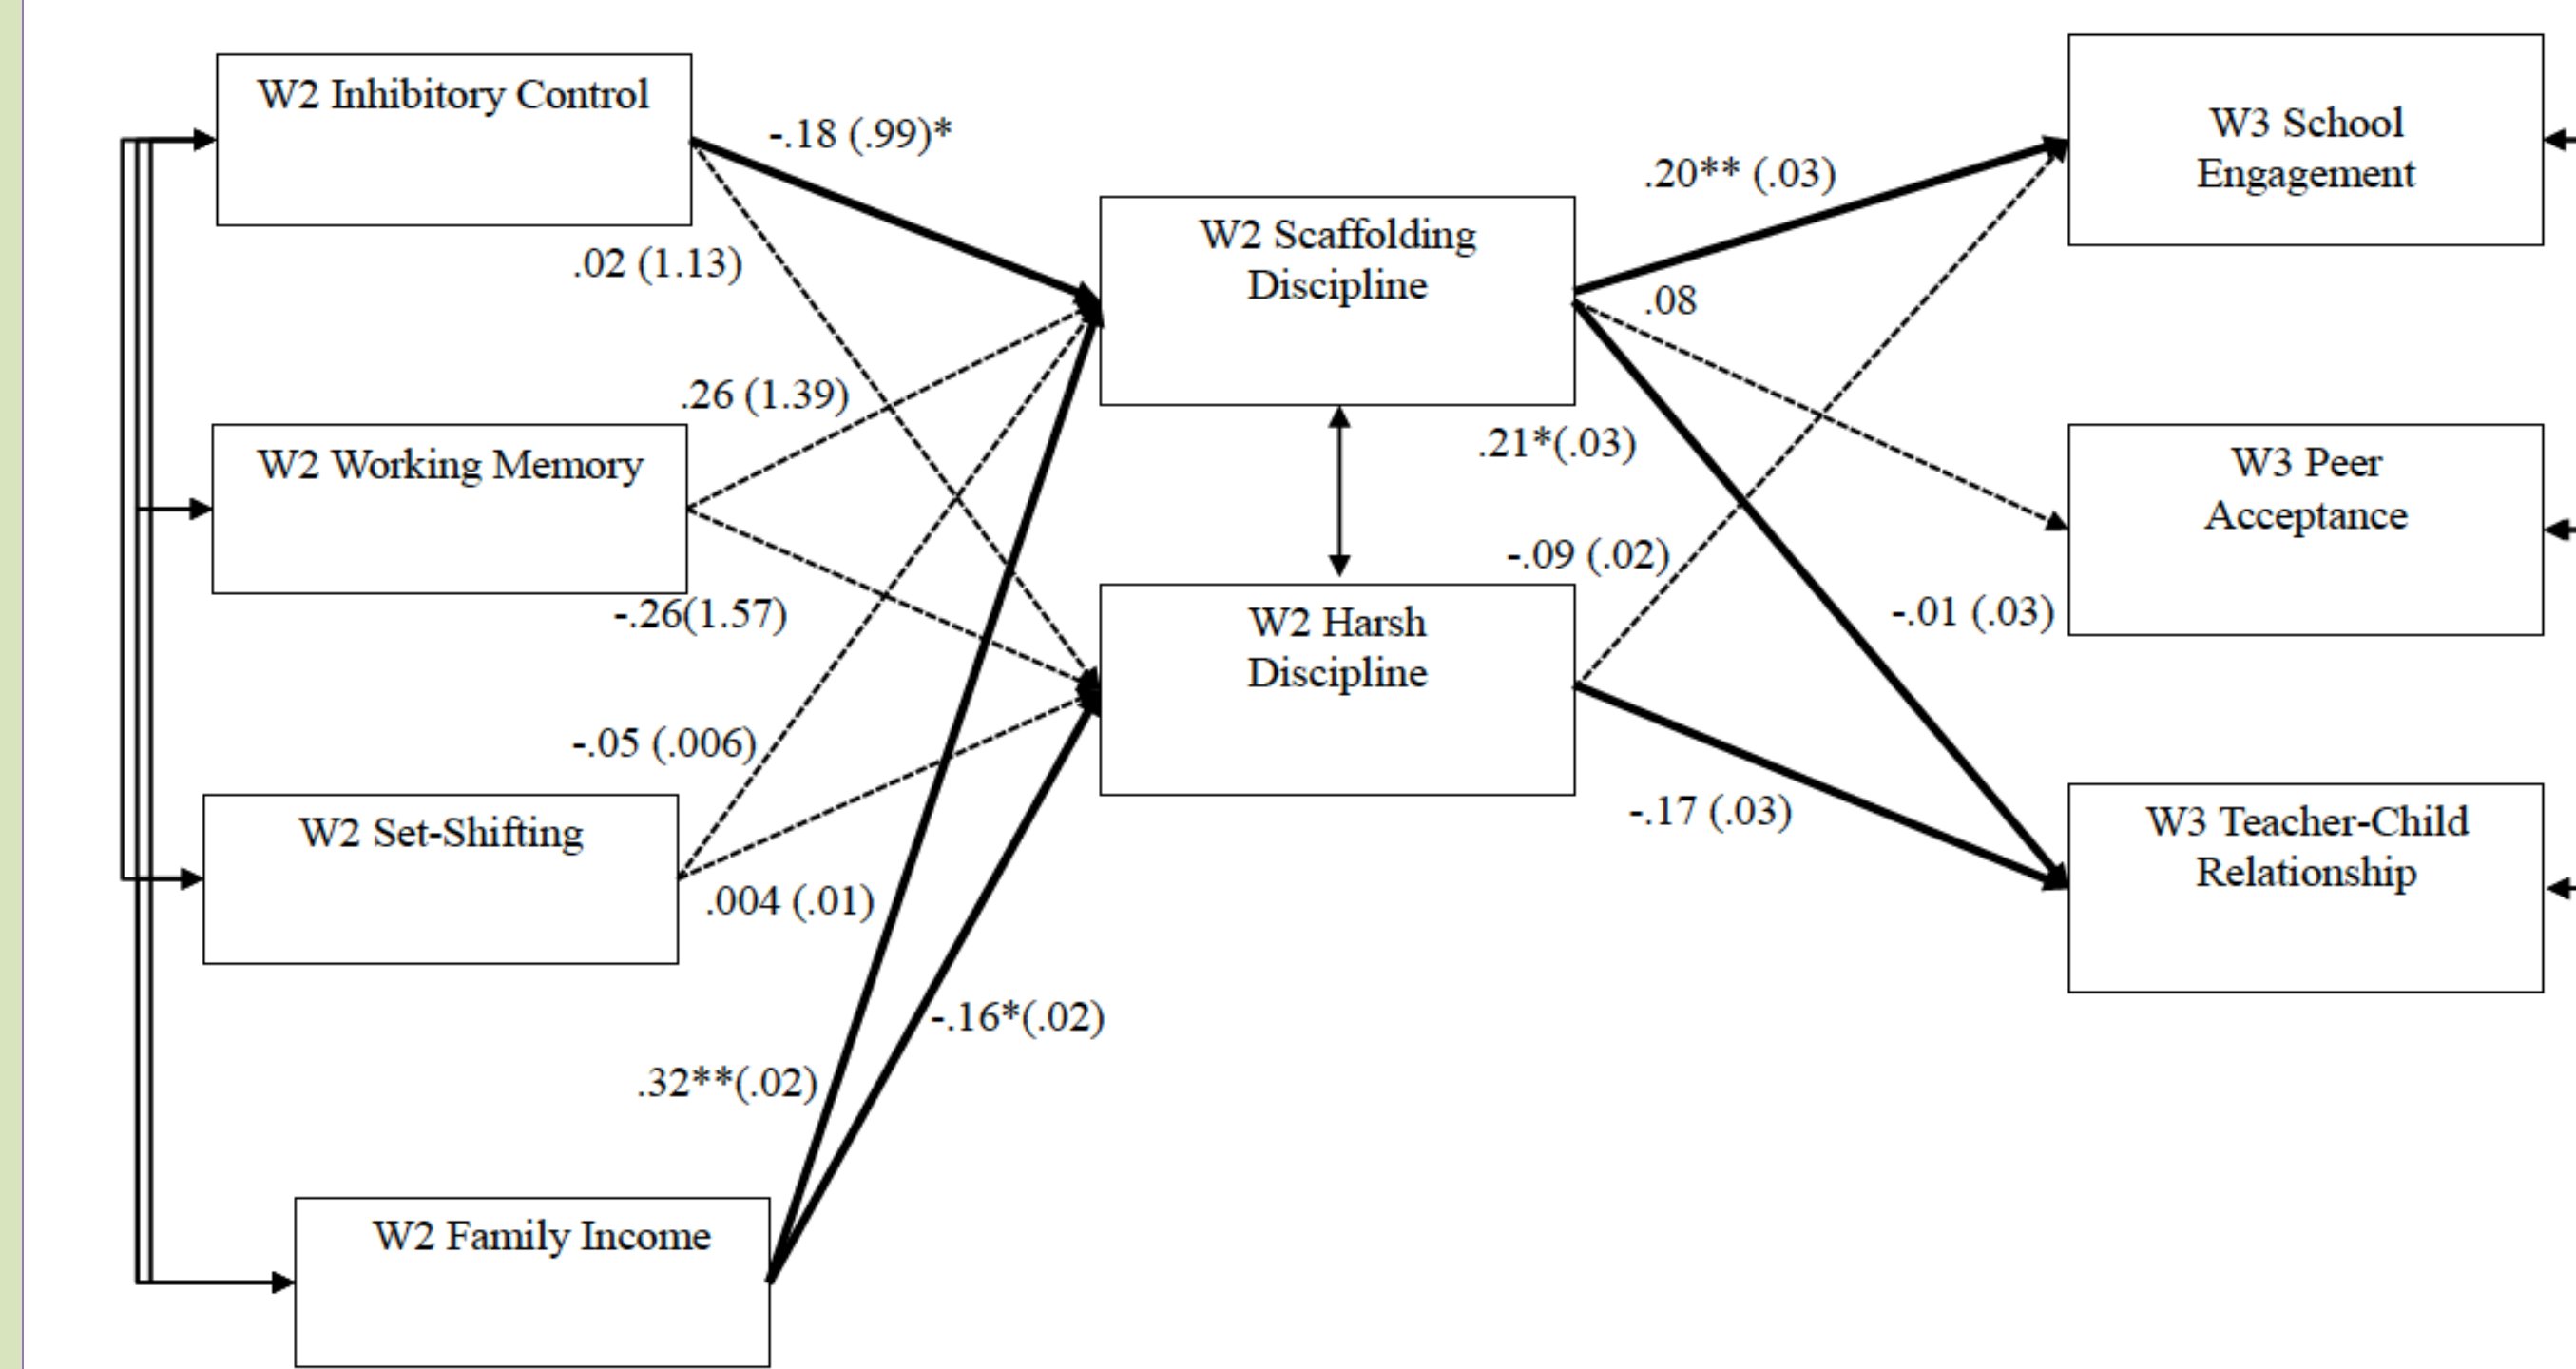 W2 Inhibitory Control
-.18 (.99)*
.02 (1.13)
W2 Working Memory
.26 (1.39)
-.26(1.57)
W2 Set-Shifting
-.05 (.006)
.004 (.01)
W2 Family Income
.32**(.02)
-.16*(.02)
W2 Scaffolding
Discipline
W2 Harsh
Discipline
.20** (.03)
.08
.21*(.03)
-.09 (.02)
-.01 (.03)
-.17 (.03)
W3 School
Engagement
W3 Peer
Acceptance
W3 Teacher-Child
Relationship